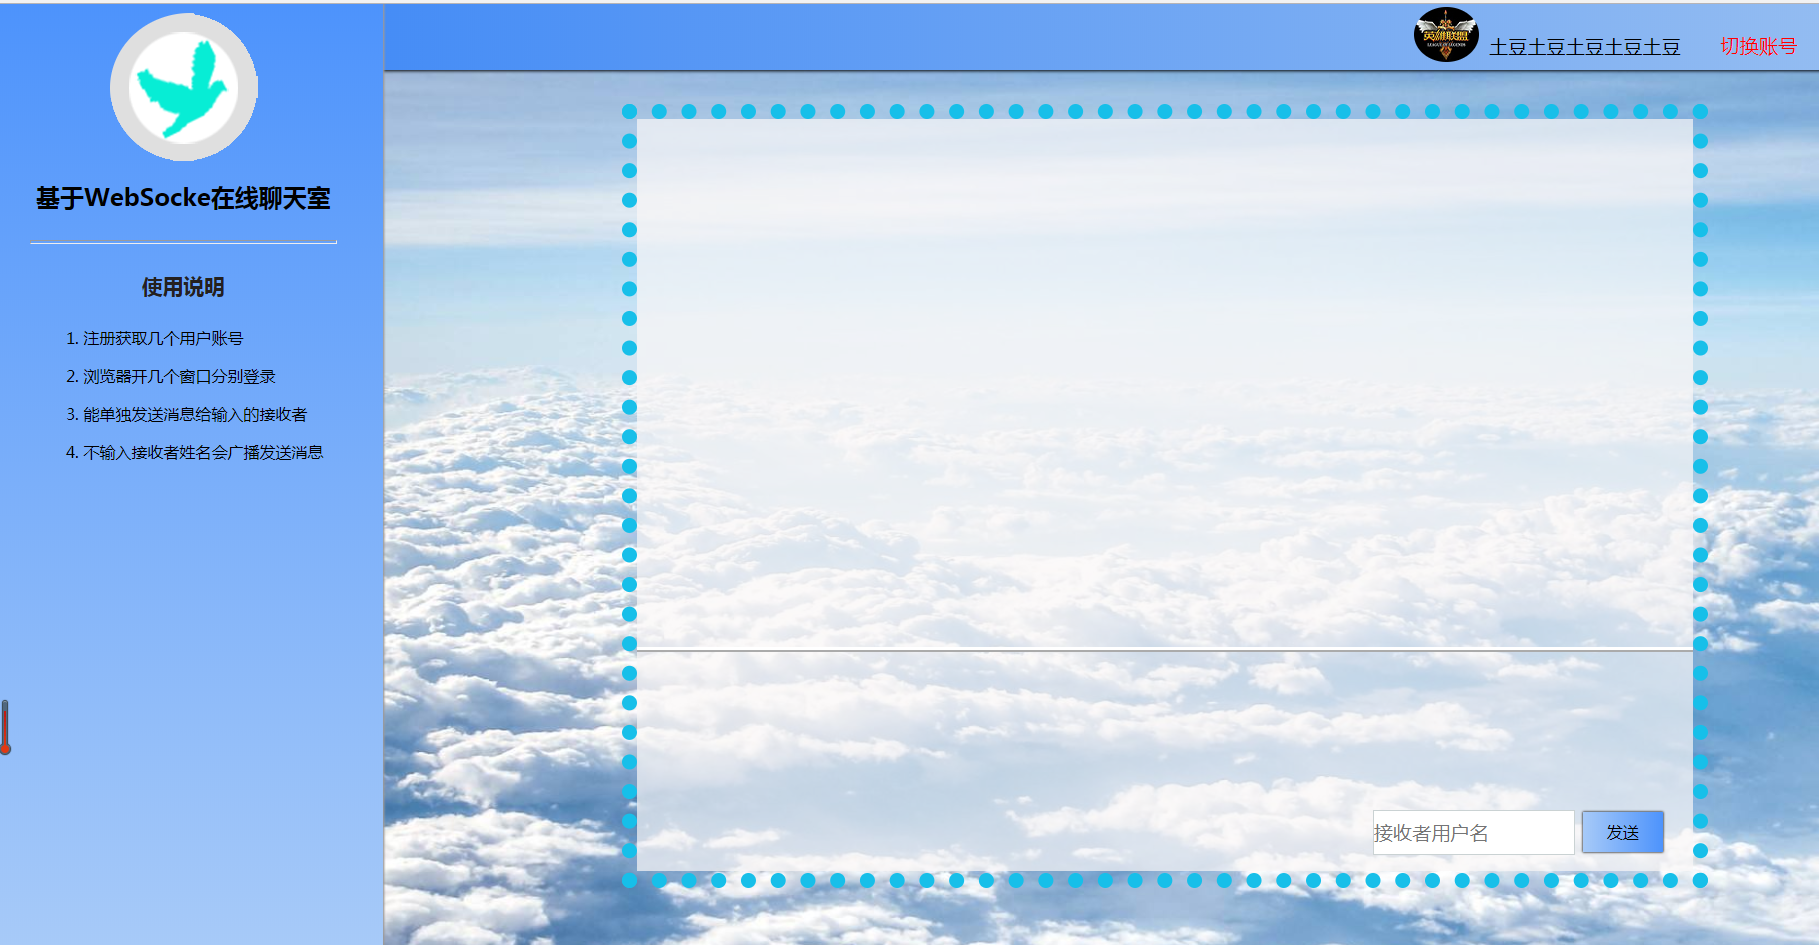 英雄联盟
LEAGUE OF LEGENDS
土豆土豆土豆土豆土豆
切换账号
基于WebSocke在线聊天室
使用说明
1. 注册获取几个用户账号
2. 浏览器开几个窗口分别登录
3. 能单独发送消息给输入的接收者
4. 不输入接收者姓名会广播发送消息
接收者用户名
发送